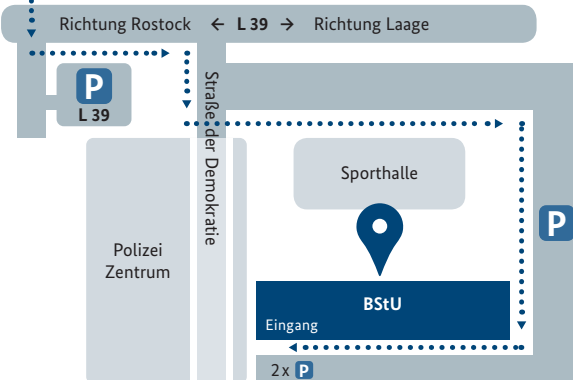 Richtung Rostock ← L 39 → Richtung Laage
P
L 39
Straße der Demokratie
Sporthalle
Polizei
Zentrum
P
BStU
Eingang
2 x P